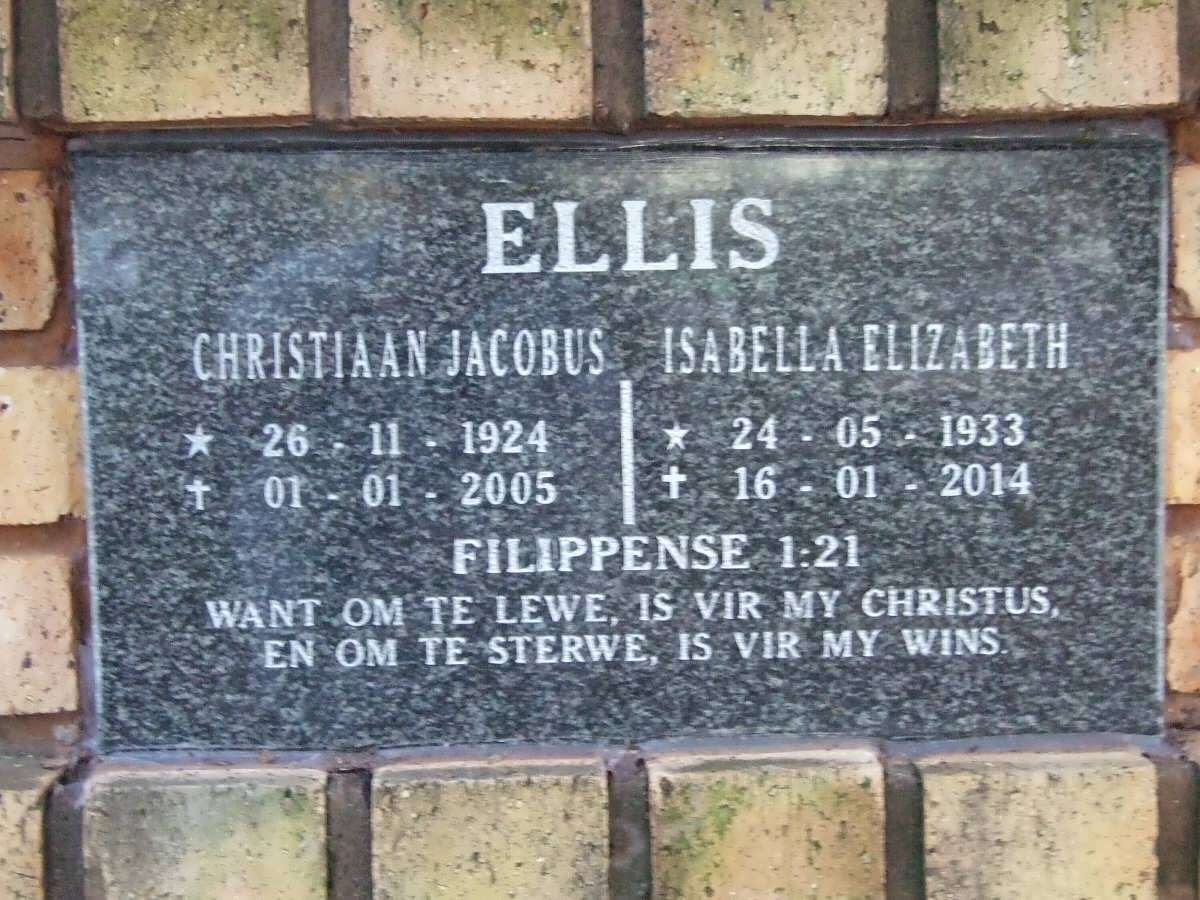 ELLIS
CHRISTIAAN JACOBUS ISABELLA ELIZABETH
★ 26 - 11 - 1924 ★ 24 - 05 - 1933
✝ 01 - 01 - 2005 ✝ 16 - 01 - 2014
FILIPPENSE 1:21
WANT OM TE LEWE, IS VIR MY CHRISTUS,
EN OM TE STERWE, IS VIR MY WINS.